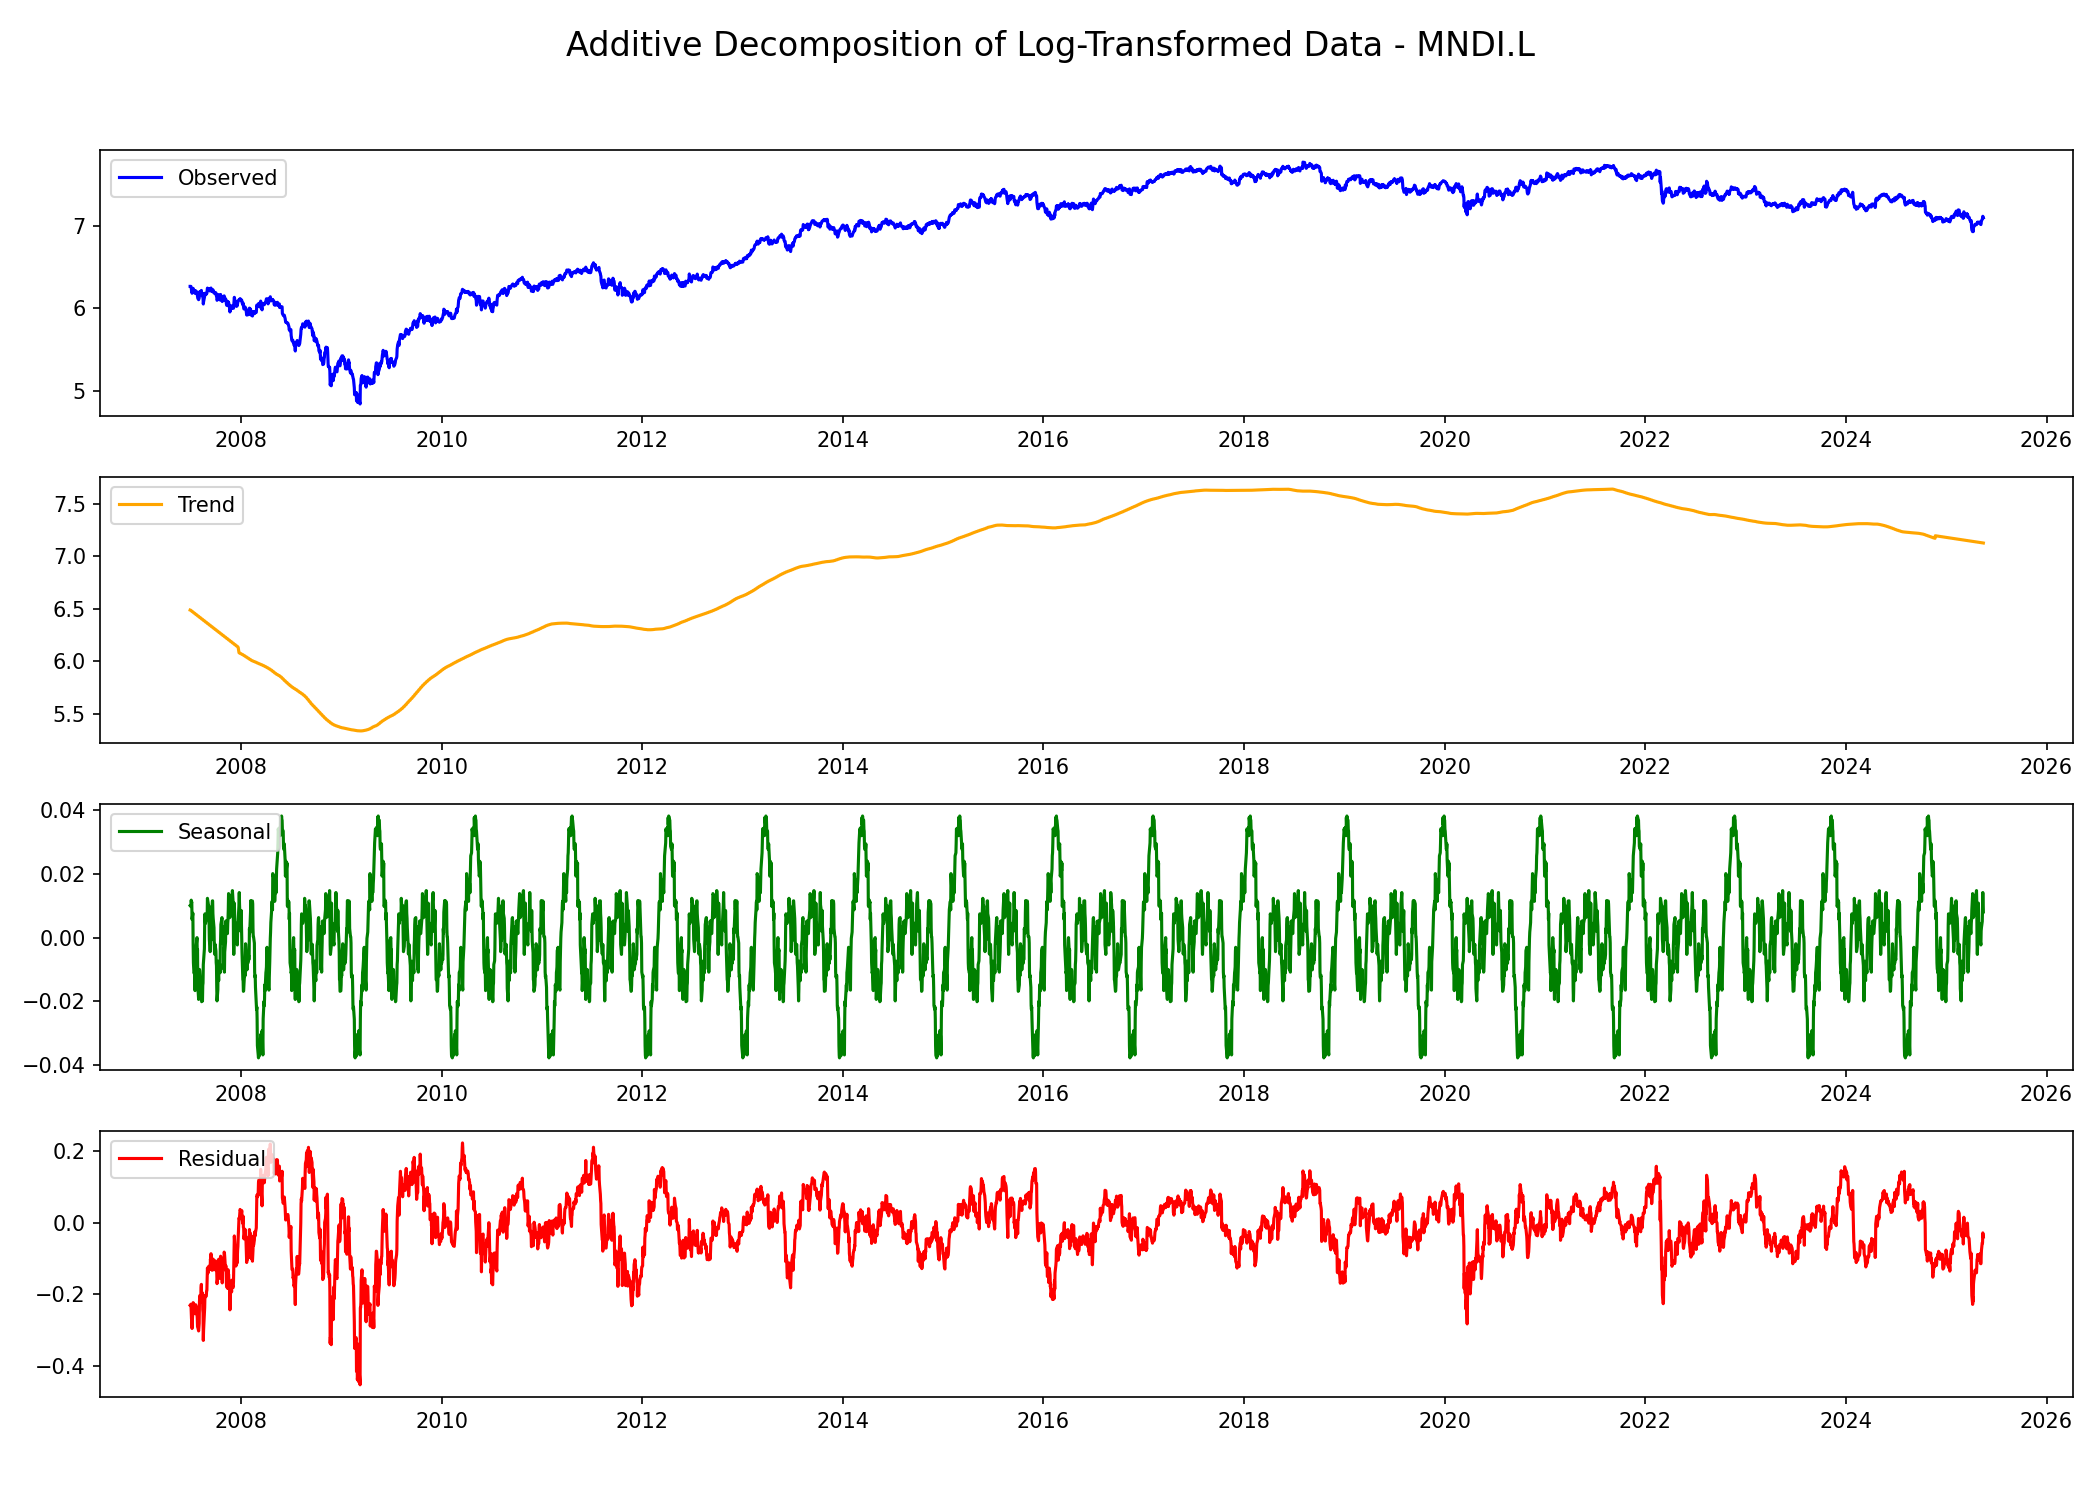 Additive Decomposition of Log-Transformed Data - MNDI.L
Observed
7
6
5
2008 2010 2012 2014 2016 2018 2020 2022 2024 2026
Trend
7.5
7.0
6.5
6.0
5.5
2008 2010 2012 2014 2016 2018 2020 2022 2024 2026
0.04
Seasonal
0.02
0.00
−0.02
−0.04
2008 2010 2012 2014 2016 2018 2020 2022 2024 2026
0.2
Residual
0.0
−0.2
−0.4
2008 2010 2012 2014 2016 2018 2020 2022 2024 2026